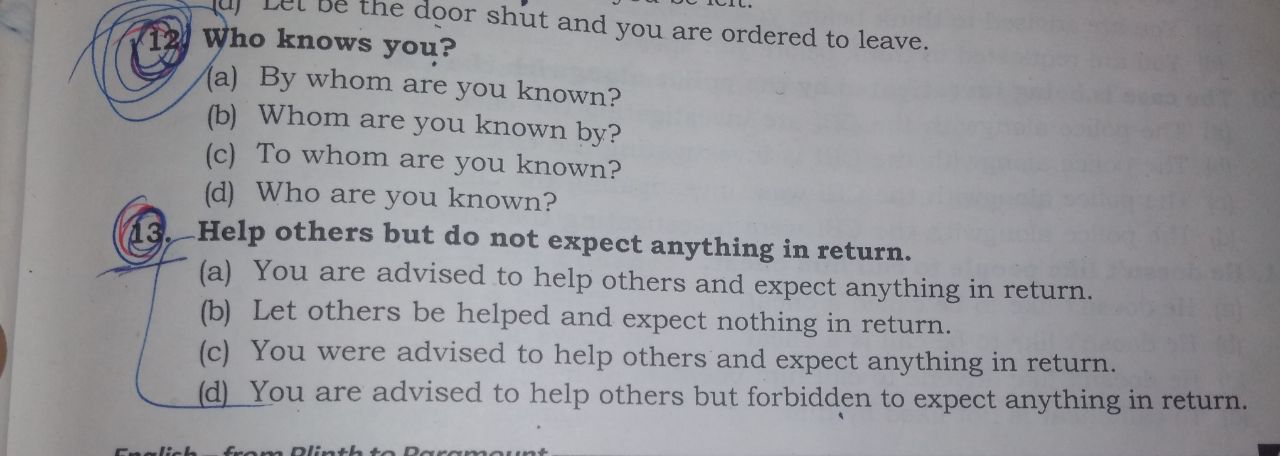 Let be the door shut and you are ordered to leave.
12. Who knows you?
(a) By whom are you known?
(b) Whom are you known by?
(c) To whom are you known?
(d) Who are you known?
13. Help others but do not expect anything in return.
(a) You are advised to help others and expect anything in return.
(b) Let others be helped and expect nothing in return.
(c) You were advised to help others and expect anything in return.
(d) You are advised to help others but forbidden to expect anything in return.
English – from Plinth to Paramount